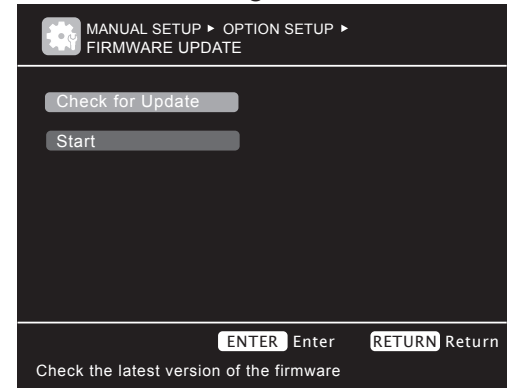 MANUAL SETUP ▸ OPTION SETUP ▸
FIRMWARE UPDATE
Check for Update
Start
ENTER Enter RETURN Return
Check the latest version of the firmware